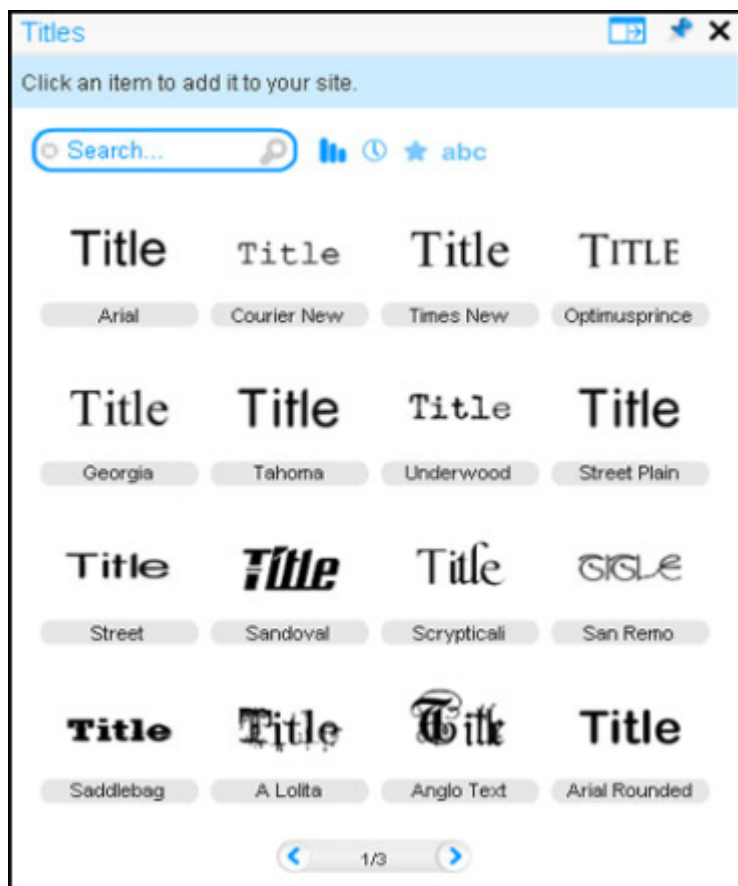 Titles
Click an item to add it to your site.
Search... abc
Title Title Title TITLE
Arial Courier New Times New Optimusprince
Title Title Title Title
Georgia Tahoma Underwood Street Plain
Title Title Title TITLE
Street Sandoval Scrypticali San Remo
Title Title Title Title
Saddlebag A Lolita Anglo Text Arial Rounded
1/3